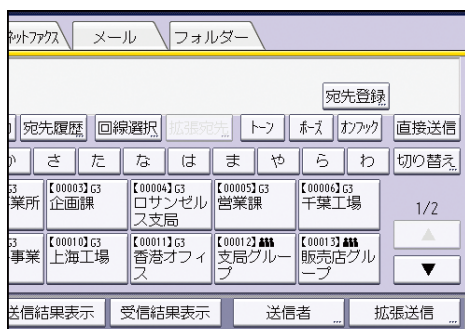 ネットファクス メール フォルダー
宛先登録
宛先履歴 回線選択 拡張宛先 トーン ポーズ オンフック 直接送信
か さ た な は ま や ら わ 切り替え
G3 【00003】G3 【00004】G3 【00005】G3 【00006】G3
業所 企画課 ロサンゼル 営業課 千葉工場 1/2
ス支局
G3 【00010】G3 【00011】G3 【00012】 【00013】
事業 上海工場 香港オフィ 支局グルー 販売店グル
ス プ ープ
送信結果表示 受信結果表示 送信者 拡張送信